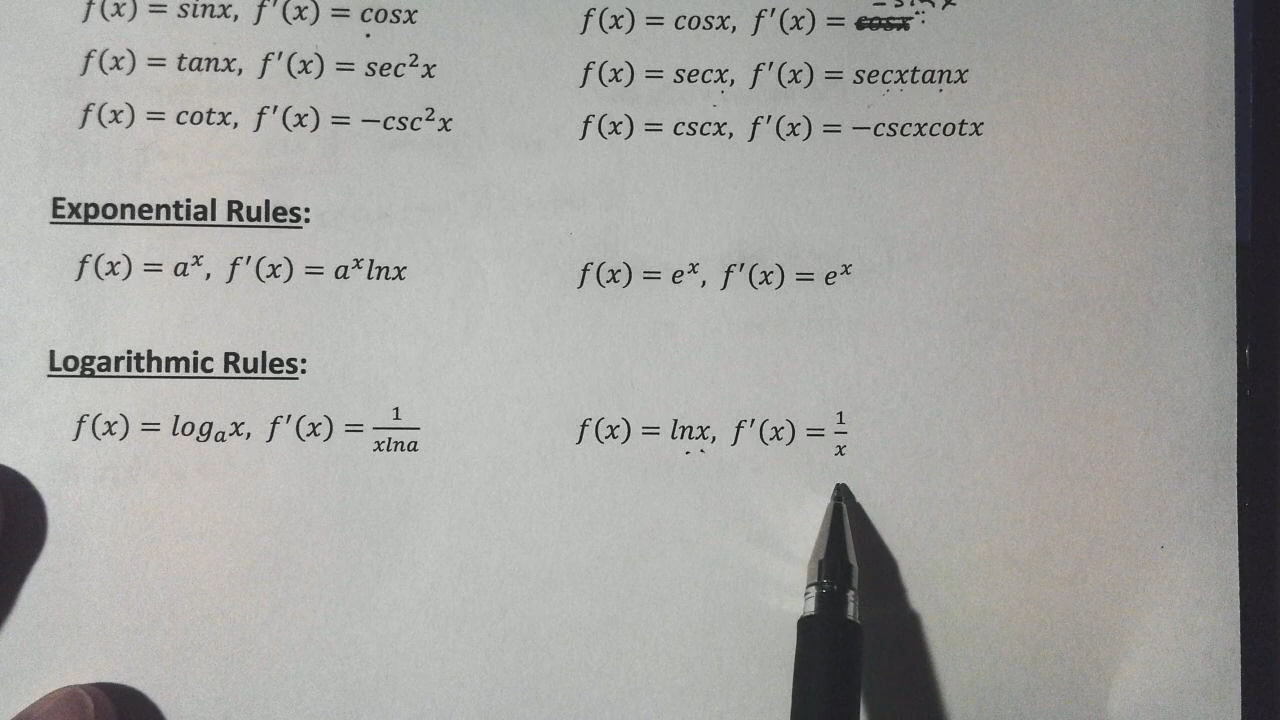 f(x) = sinx, f'(x) = cosx
f(x) = cosx, f'(x) = cosx -sinx
f(x) = tanx, f'(x) = sec²x
f(x) = secx, f'(x) = secxtanx
f(x) = cotx, f'(x) = −csc²x
f(x) = cscx, f'(x) = −cscxcotx
Exponential Rules:
f(x) = aˣ, f'(x) = aˣlnx
f(x) = eˣ, f'(x) = eˣ
Logarithmic Rules:
f(x) = logₐx, f'(x) = 1/xlna
f(x) = lnx, f'(x) = 1/x